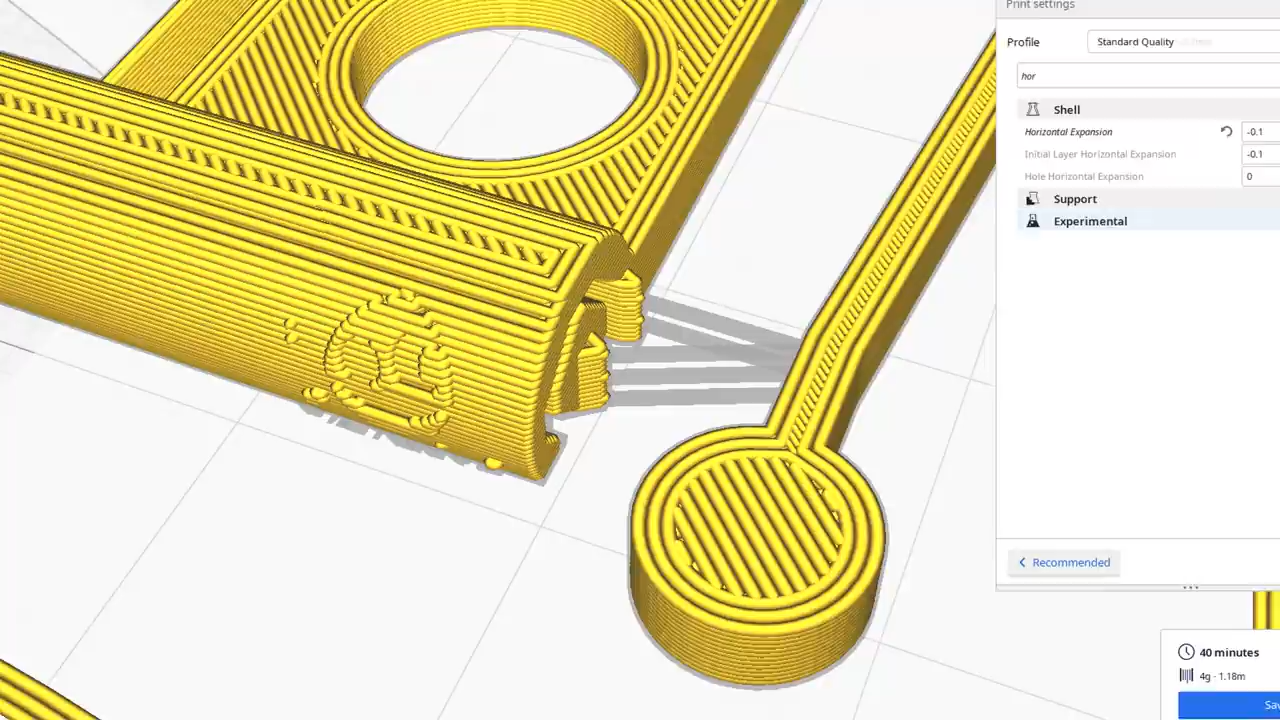 Print settings
Profile
Standard Quality
hor
Shell
Horizontal Expansion
-0.1
Initial Layer Horizontal Expansion
-0.1
Hole Horizontal Expansion
0
Support
Experimental
Recommended
40 minutes
4g · 1.18m